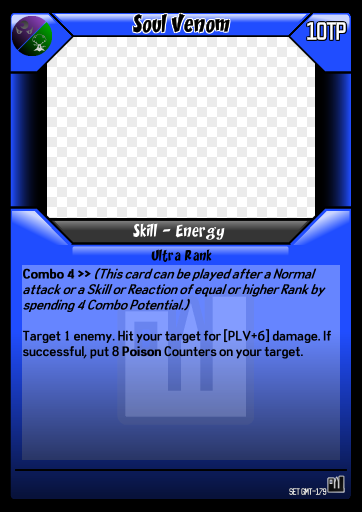 Soul Venom
10TP
Skill - Energy
Ultra Rank
Combo 4 >> (This card can be played after a Normal
attack or a Skill or Reaction of equal or higher Rank by
spending 4 Combo Potential.)
Target 1 enemy. Hit your target for [PLV+6] damage. If
successful, put 8 Poison Counters on your target.
SET GMT-179